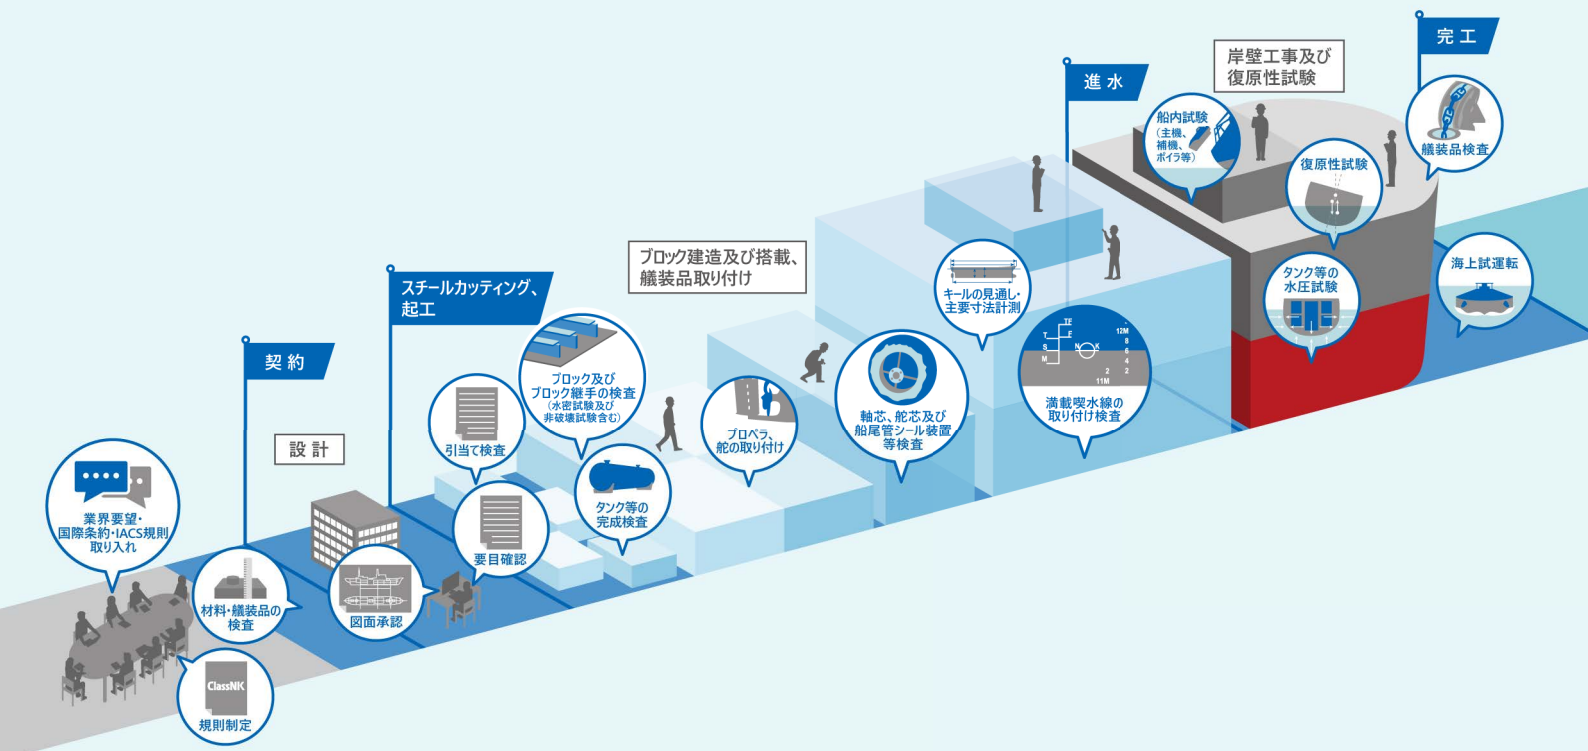 業界要望・
国際条約・IACS規則
取り入れ
ClassNK
規則制定
契約
材料・艤装品の
検査
設計
図面承認
要目確認
スチールカッティング、
起工
引当て検査
ブロック及び
ブロック継手の検査
(水密試験及び
非破壊試験含む)
タンク等の
完成検査
ブロック建造及び搭載、
艤装品取り付け
プロペラ、
舵の取り付け
軸芯、舵芯及び
船尾管シール装置
等検査
キールの見通し・
主要寸法計測
TF
F
T
S
M
N
K
12M
8
6
4
2
2
11M
満載喫水線の
取り付け検査
進水
船内試験
(主機、
補機、
ボイラ等)
岸壁工事及び
復原性試験
復原性試験
タンク等の
水圧試験
完工
艤装品検査
海上試運転